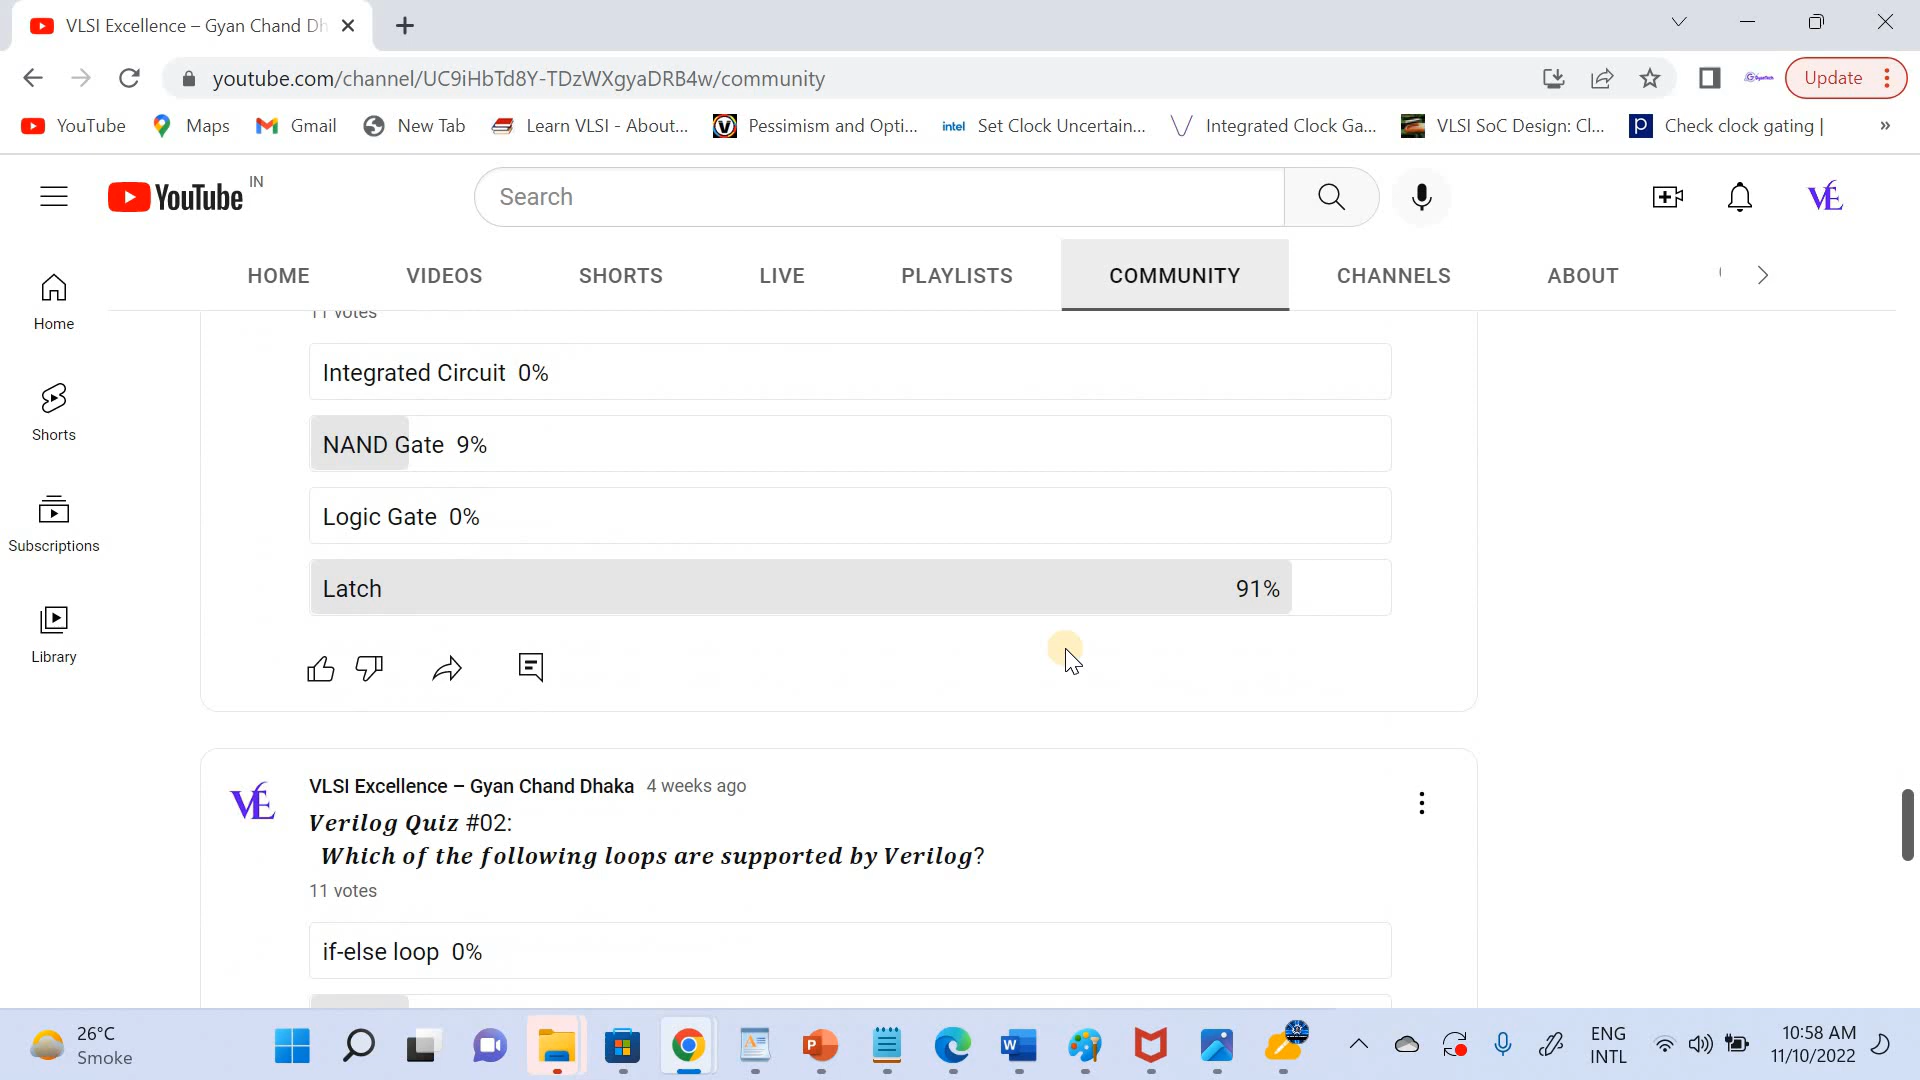 VLSI Excellence – Gyan Chand Dh
youtube.com/channel/UC9iHbTd8Y-TDzWXgyaDRB4w/community
Update
YouTube
Maps
Gmail
New Tab
Learn VLSI - About...
Pessimism and Opti...
intel
Set Clock Uncertain...
Integrated Clock Ga...
VLSI SoC Design: Cl...
Check clock gating |
»
YouTube IN
Search
VE
HOME
VIDEOS
SHORTS
LIVE
PLAYLISTS
COMMUNITY
CHANNELS
ABOUT
Home
Shorts
Subscriptions
Library
11 votes
Integrated Circuit 0%
NAND Gate 9%
Logic Gate 0%
Latch 91%
VE
VLSI Excellence – Gyan Chand Dhaka 4 weeks ago
Verilog Quiz #02:
Which of the following loops are supported by Verilog?
11 votes
if-else loop 0%
26°C
Smoke
ENG
INTL
10:58 AM
11/10/2022